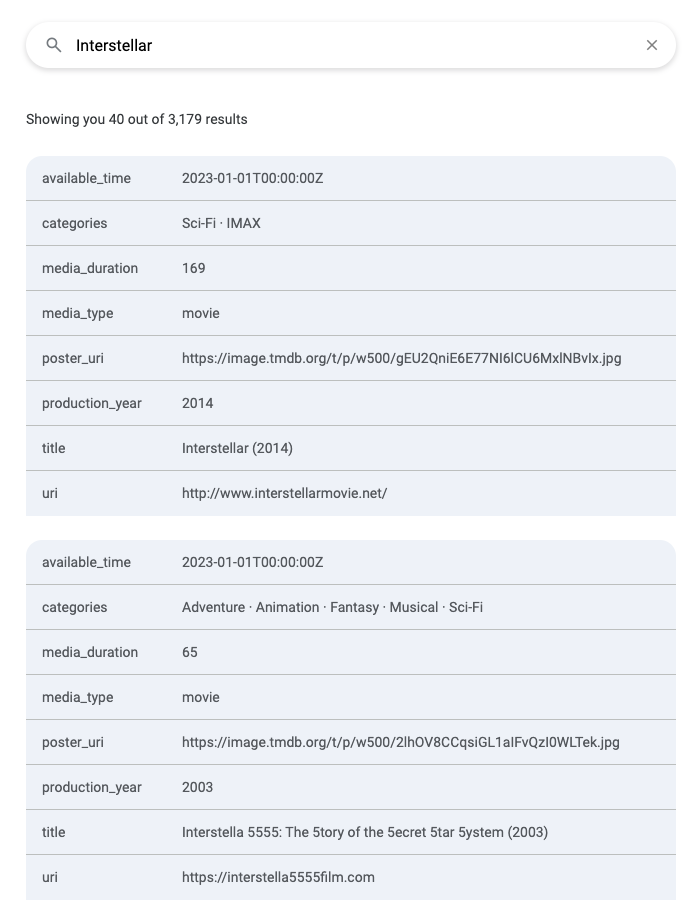 Interstellar
Showing you 40 out of 3,179 results
available_time 2023-01-01T00:00:00Z
categories Sci-Fi · IMAX
media_duration 169
media_type movie
poster_uri https://image.tmdb.org/t/p/w500/gEU2QniE6E77NI6lCU6MxlNBvIx.jpg
production_year 2014
title Interstellar (2014)
uri http://www.interstellarmovie.net/
available_time 2023-01-01T00:00:00Z
categories Adventure · Animation · Fantasy · Musical · Sci-Fi
media_duration 65
media_type movie
poster_uri https://image.tmdb.org/t/p/w500/2lhOV8CCqsiGL1aIFvQzI0WLTek.jpg
production_year 2003
title Interstella 5555: The 5tory of the 5ecret 5tar 5ystem (2003)
uri https://interstella5555film.com